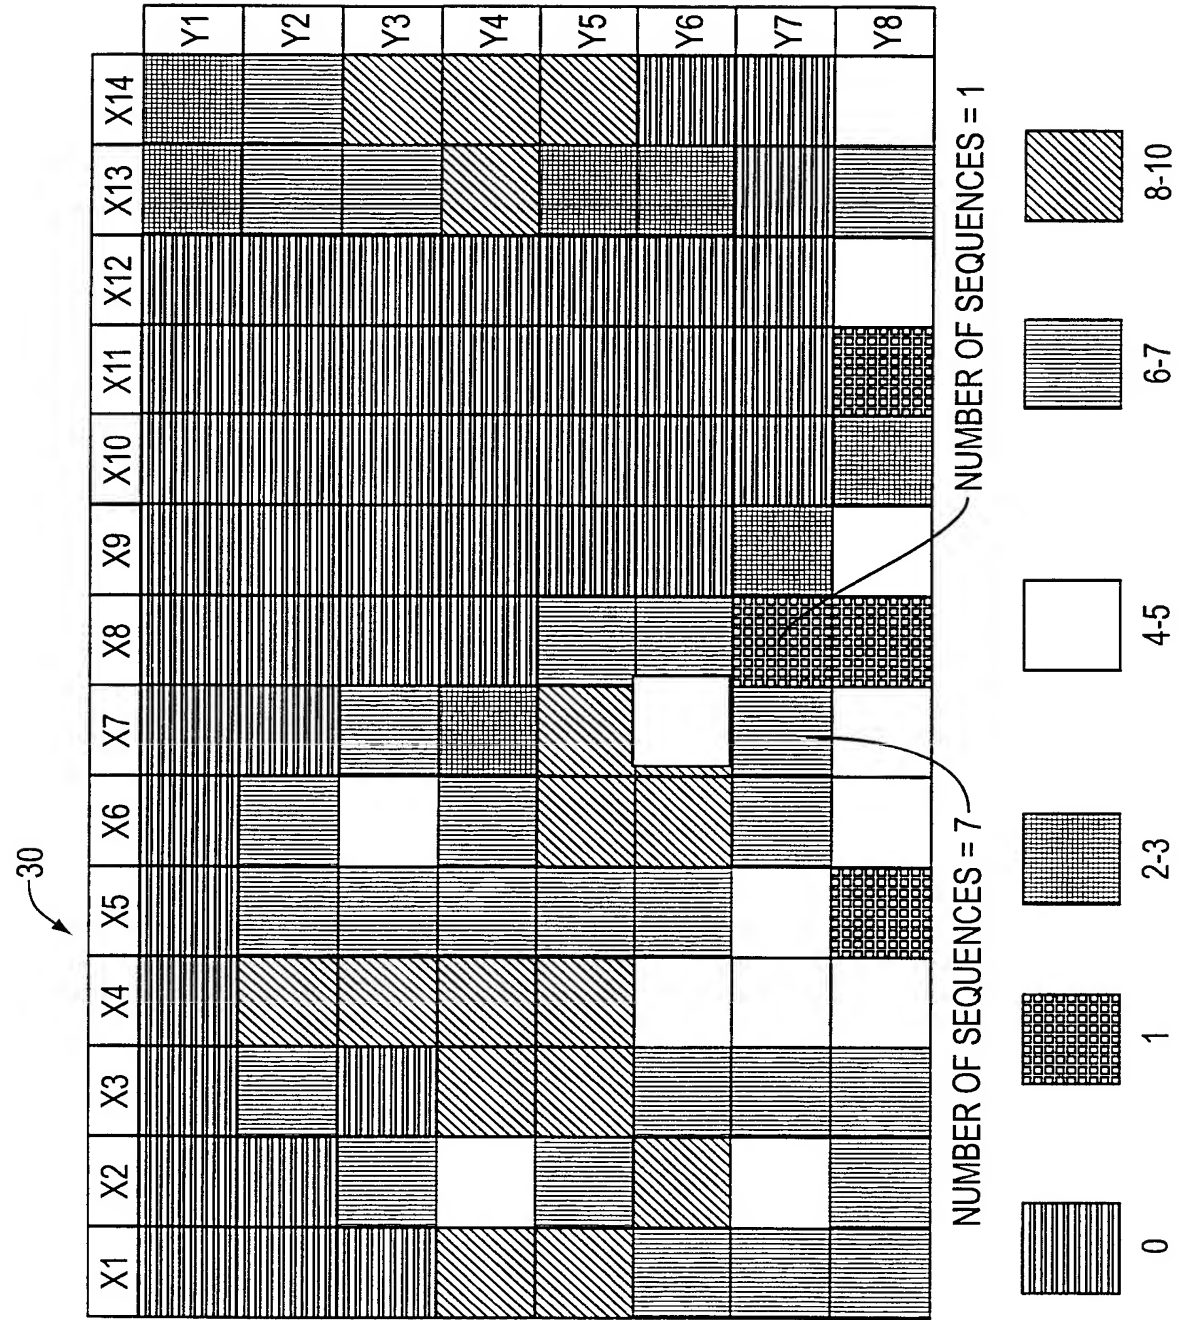 30
X1 X2 X3 X4 X5 X6 X7 X8 X9 X10 X11 X12 X13 X14
Y1
Y2
Y3
Y4
Y5
Y6
Y7
Y8
NUMBER OF SEQUENCES = 7
NUMBER OF SEQUENCES = 1
0 1 2-3 4-5 6-7 8-10